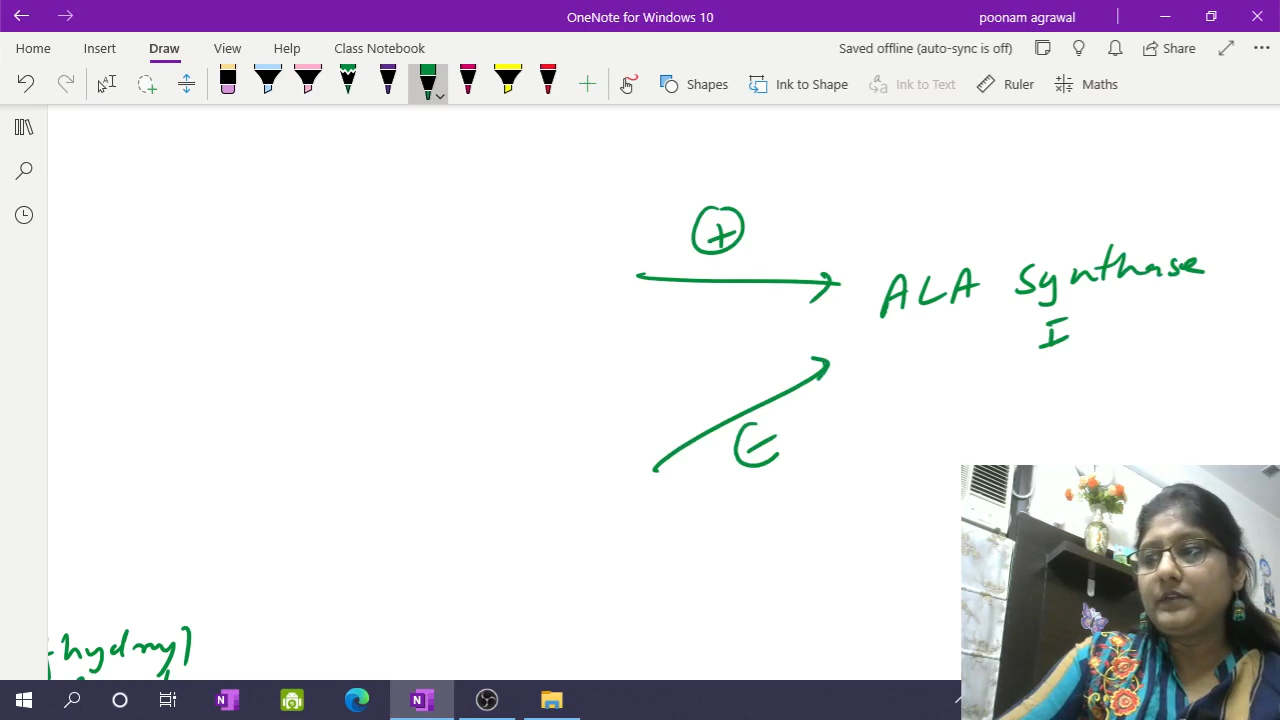 OneNote for Windows 10
poonam agrawal
Home Insert Draw View Help Class Notebook
Saved offline (auto-sync is off)
Share
Shapes
Ink to Shape
Ink to Text
Ruler
Maths
+
ALA Synthase
I
-